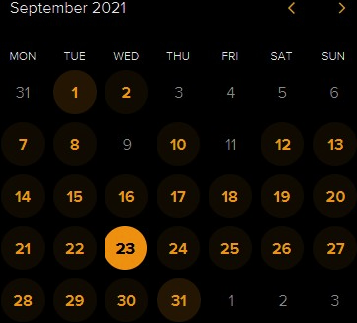 September 2021 < >
MON TUE WED THU FRI SAT SUN
31 1 2 3 4 5 6
7 8 9 10 11 12 13
14 15 16 17 18 19 20
21 22 23 24 25 26 27
28 29 30 31 1 2 3